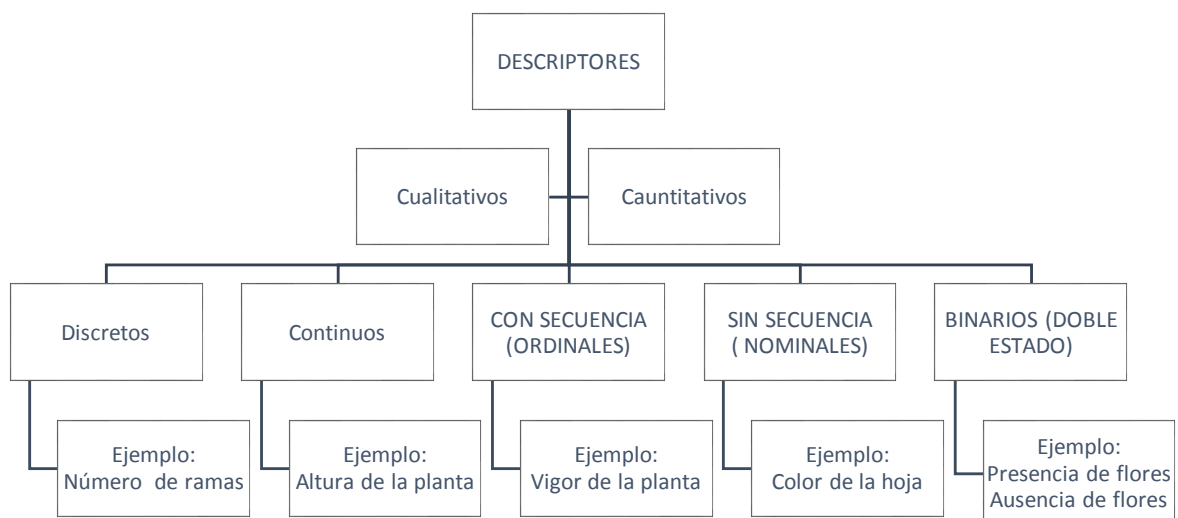 DESCRIPTORES
Cualitativos
Cauntitativos
Discretos
Continuos
CON SECUENCIA
(ORDINALES)
SIN SECUENCIA
( NOMINALES)
BINARIOS (DOBLE
ESTADO)
Ejemplo:
Número de ramas
Ejemplo:
Altura de la planta
Ejemplo:
Vigor de la planta
Ejemplo:
Color de la hoja
Ejemplo:
Presencia de flores
Ausencia de flores